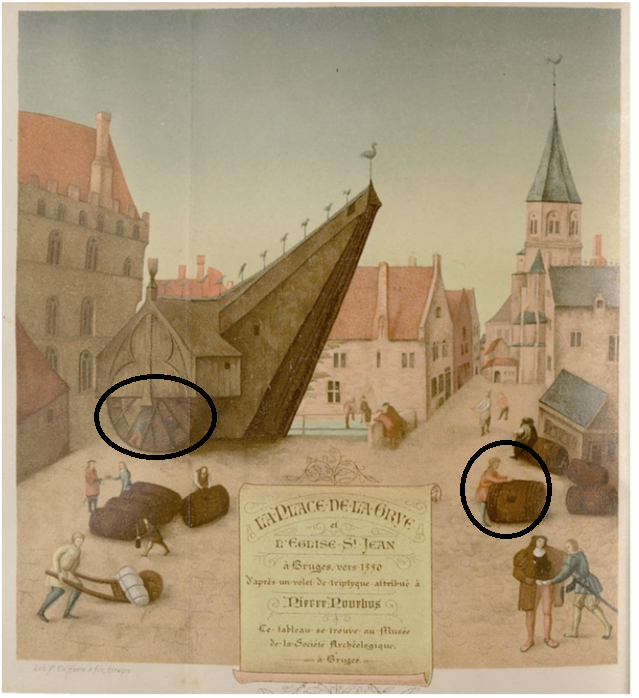 LA PLACE DE LA GRVE
et
L'EGLISE St JEAN
à Bruges, vers 1550
d'après un volet de triptyque attribué à
Pierre Pourbus
Ce tableau se trouve au Musée
de la Société Archéologique,
à Bruges.